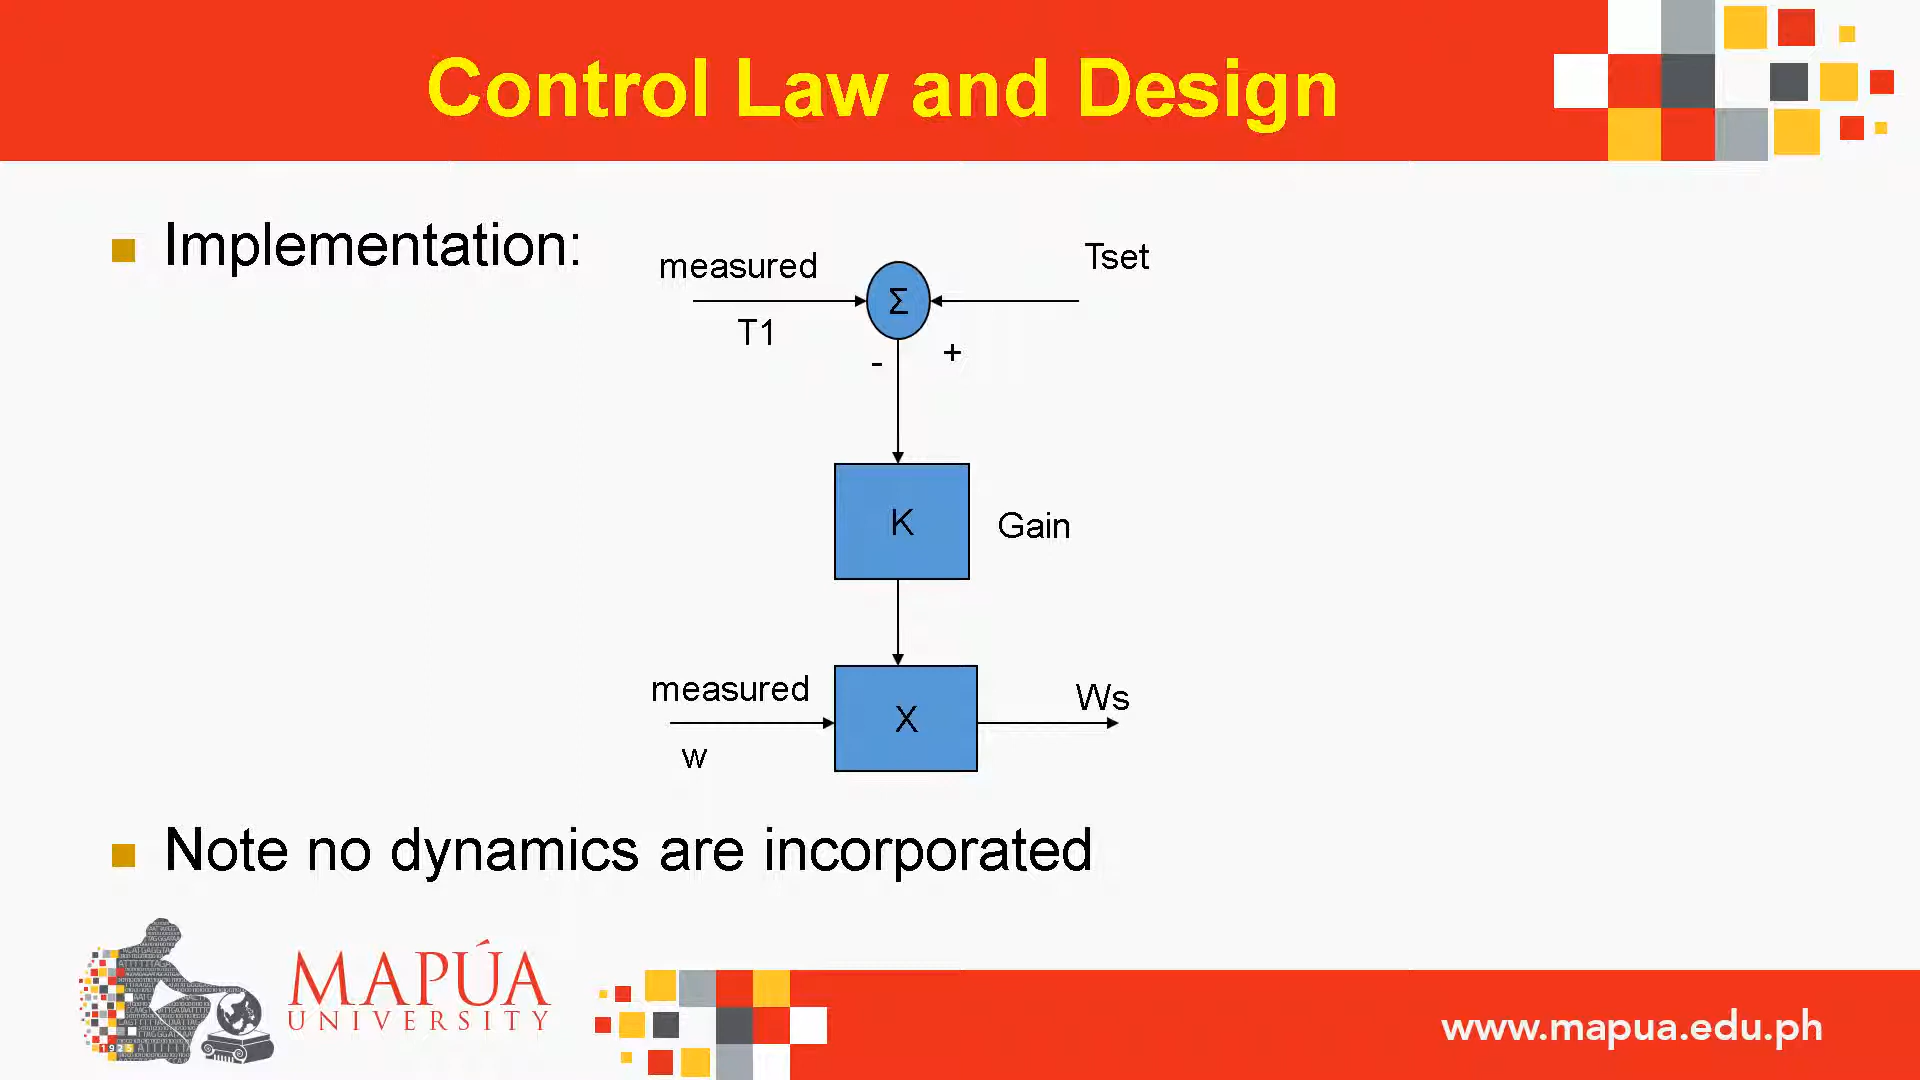 Control Law and Design
Implementation:
measured
Tset
Σ
T1
- +
K
Gain
measured
Ws
X
w
Note no dynamics are incorporated
MAPÚA
UNIVERSITY
1925
www.mapua.edu.ph